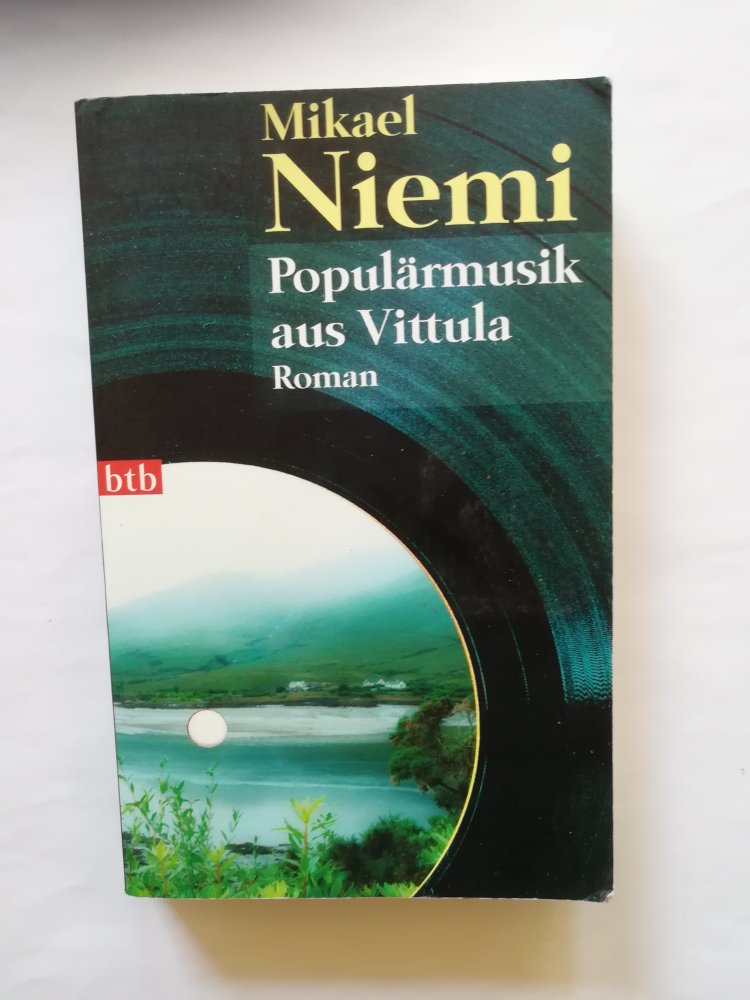 Mikael
Niemi
Populärmusik
aus Vittula
Roman
btb